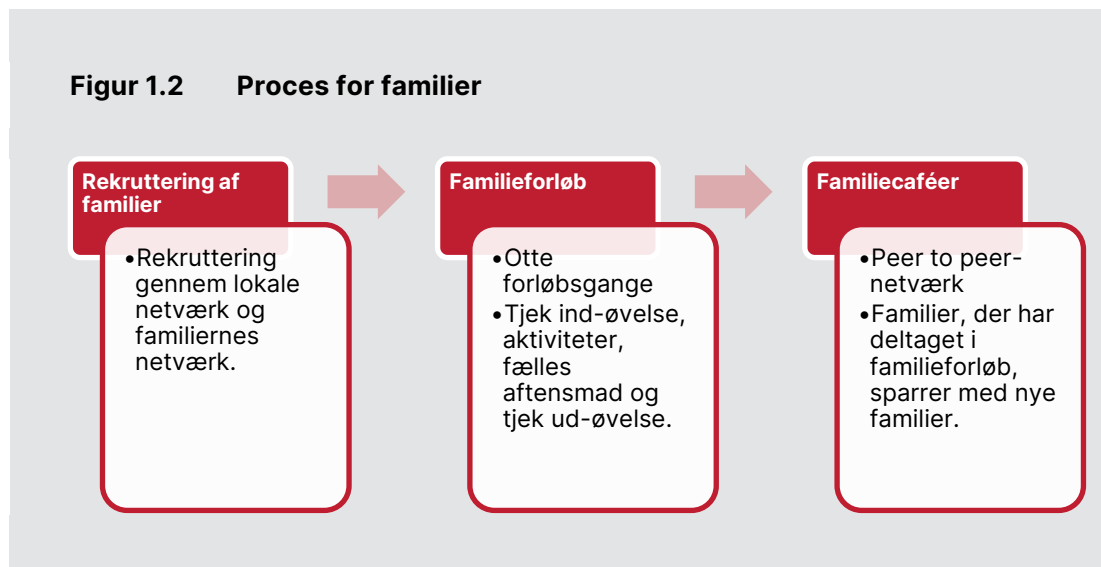 Figur 1.2 Proces for familier
Rekruttering af
familier
•Rekruttering
gennem lokale
netværk og
familiernes
netværk.
Familieforløb
•Otte
forløbsgange
•Tjek ind-øvelse,
aktiviteter,
fælles
aftensmad og
tjek ud-øvelse.
Familiecaféer
•Peer to peer-
netværk
•Familier, der har
deltaget i
familieforløb,
sparrer med nye
familier.